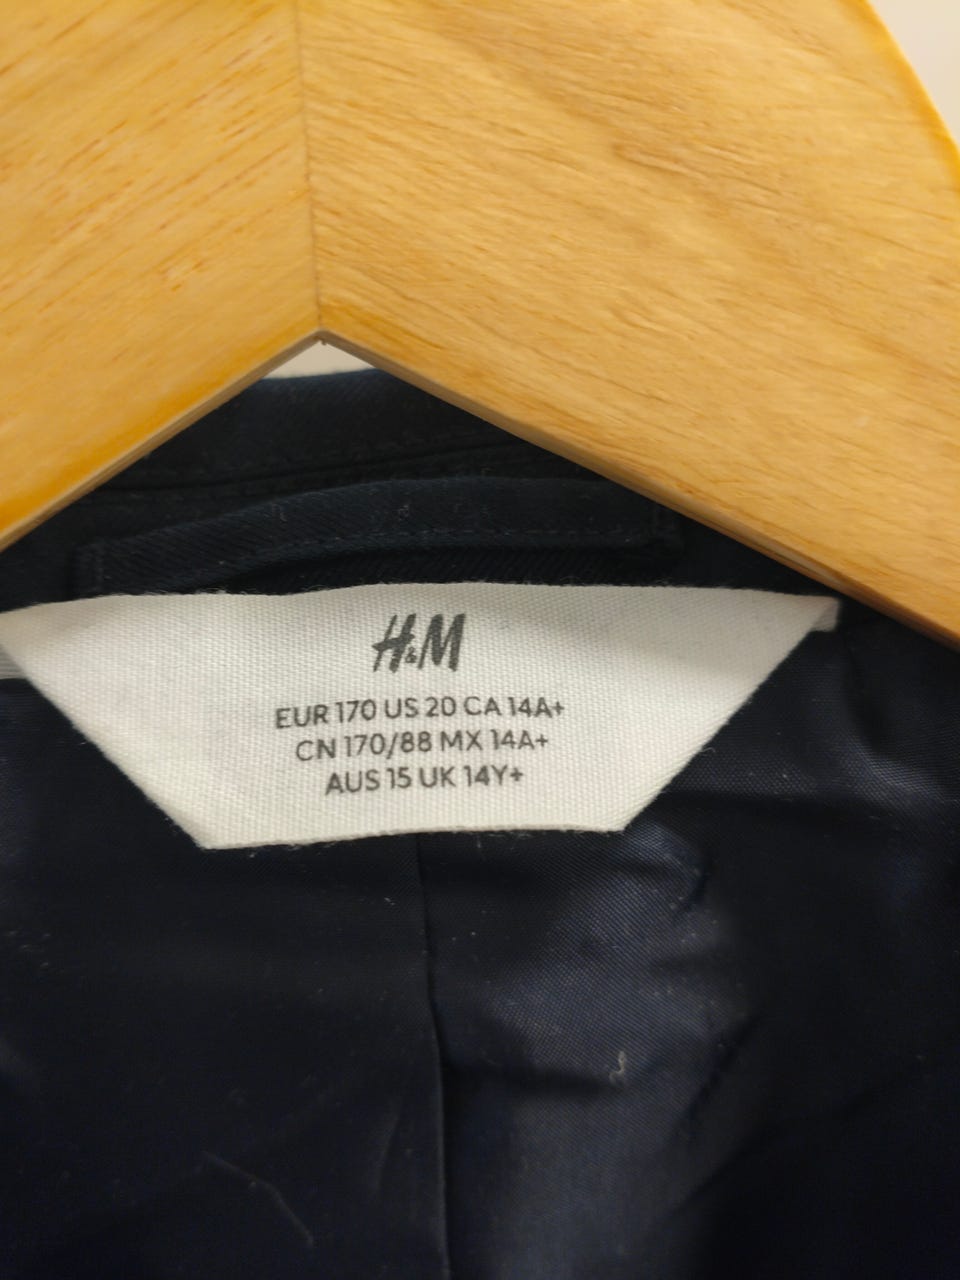 H&M
EUR 170 US 20 CA 14A+
CN 170/88 MX 14A+
AUS 15 UK 14Y+